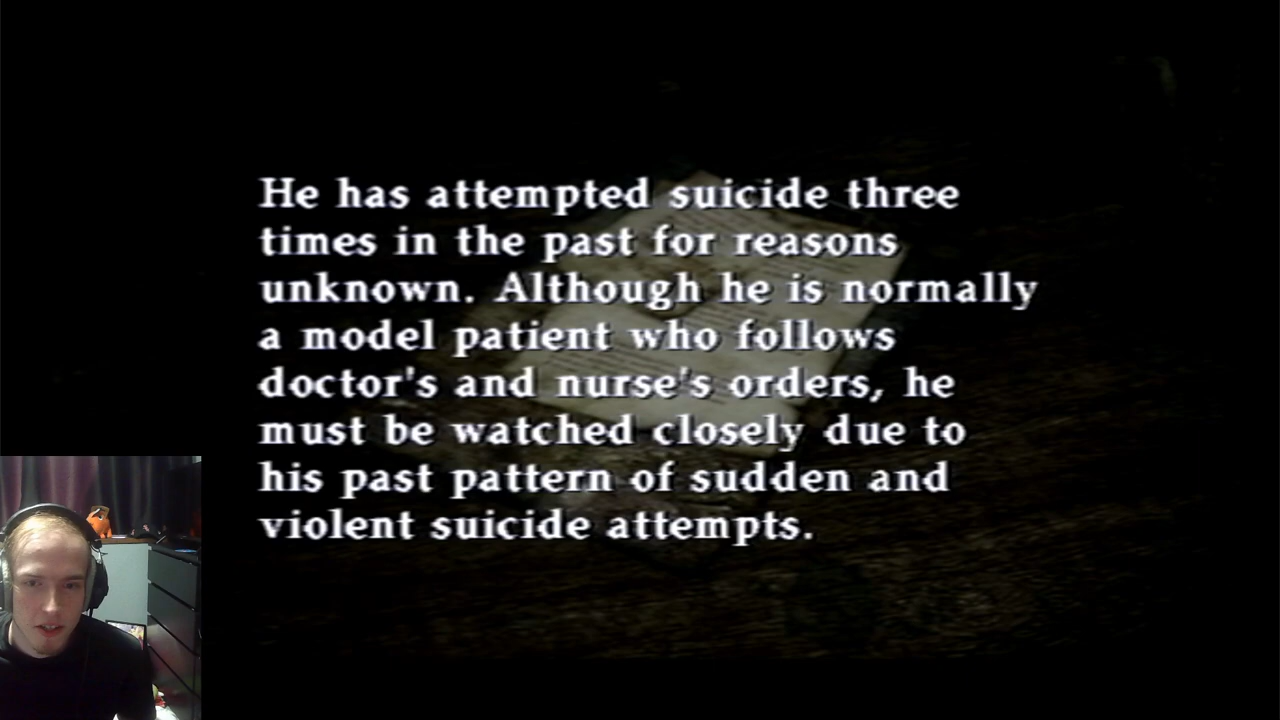 He has attempted suicide three
times in the past for reasons
unknown. Although he is normally
a model patient who follows
doctor's and nurse's orders, he
must be watched closely due to
his past pattern of sudden and
violent suicide attempts.